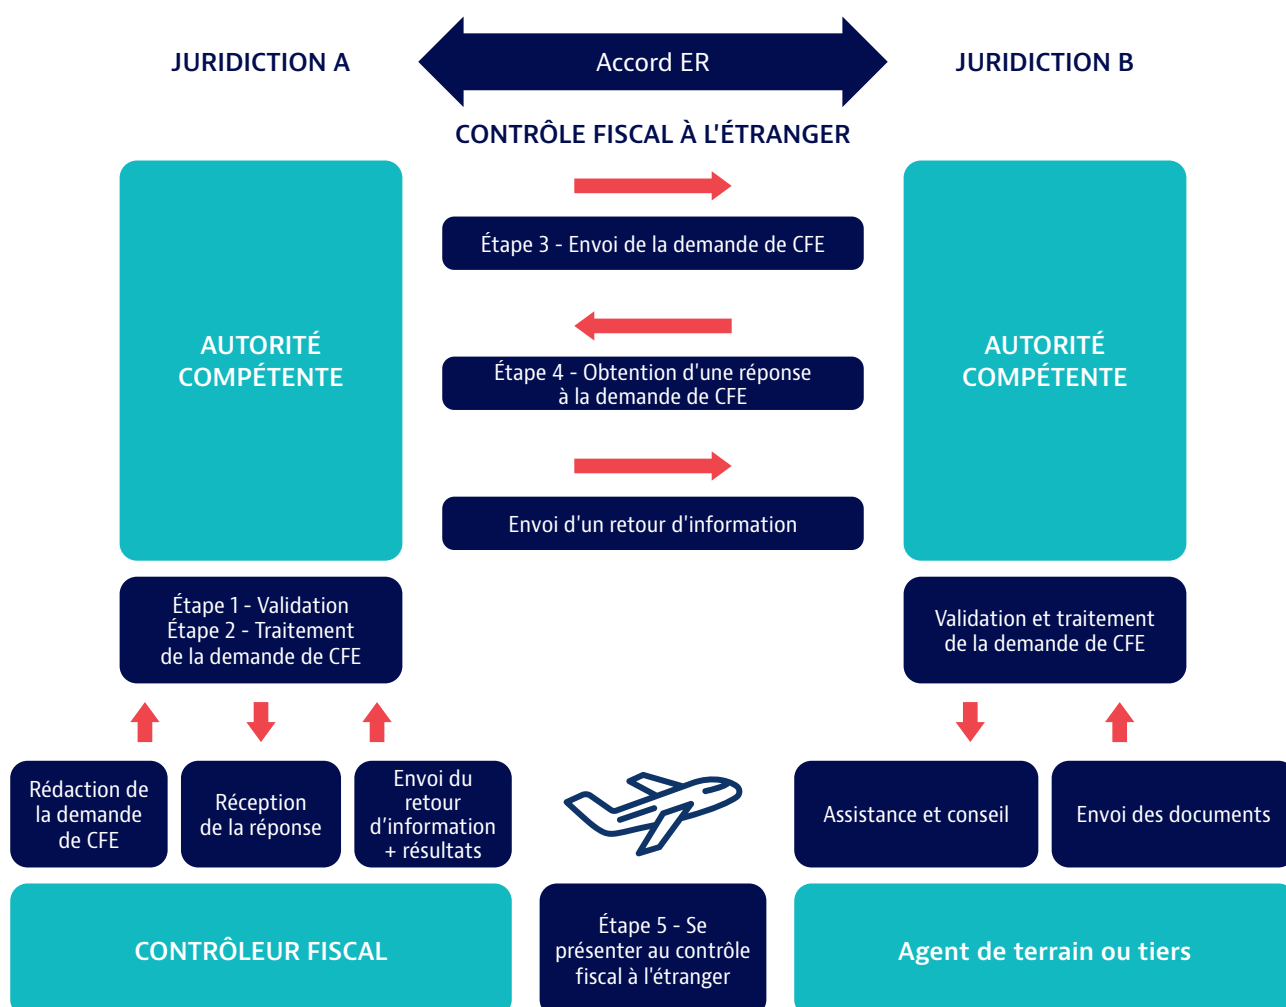 JURIDICTION A
Accord ER
JURIDICTION B
CONTRÔLE FISCAL À L'ÉTRANGER
AUTORITÉ
COMPÉTENTE
Étape 3 - Envoi de la demande de CFE
Étape 4 - Obtention d'une réponse
à la demande de CFE
Envoi d'un retour d'information
AUTORITÉ
COMPÉTENTE
Étape 1 - Validation
Étape 2 - Traitement
de la demande de CFE
Validation et traitement
de la demande de CFE
Rédaction de
la demande
de CFE
Réception
de la réponse
Envoi du
retour
d’information
+ résultats
Assistance et conseil
Envoi des documents
CONTRÔLEUR FISCAL
Étape 5 - Se
présenter au contrôle
fiscal à l'étranger
Agent de terrain ou tiers